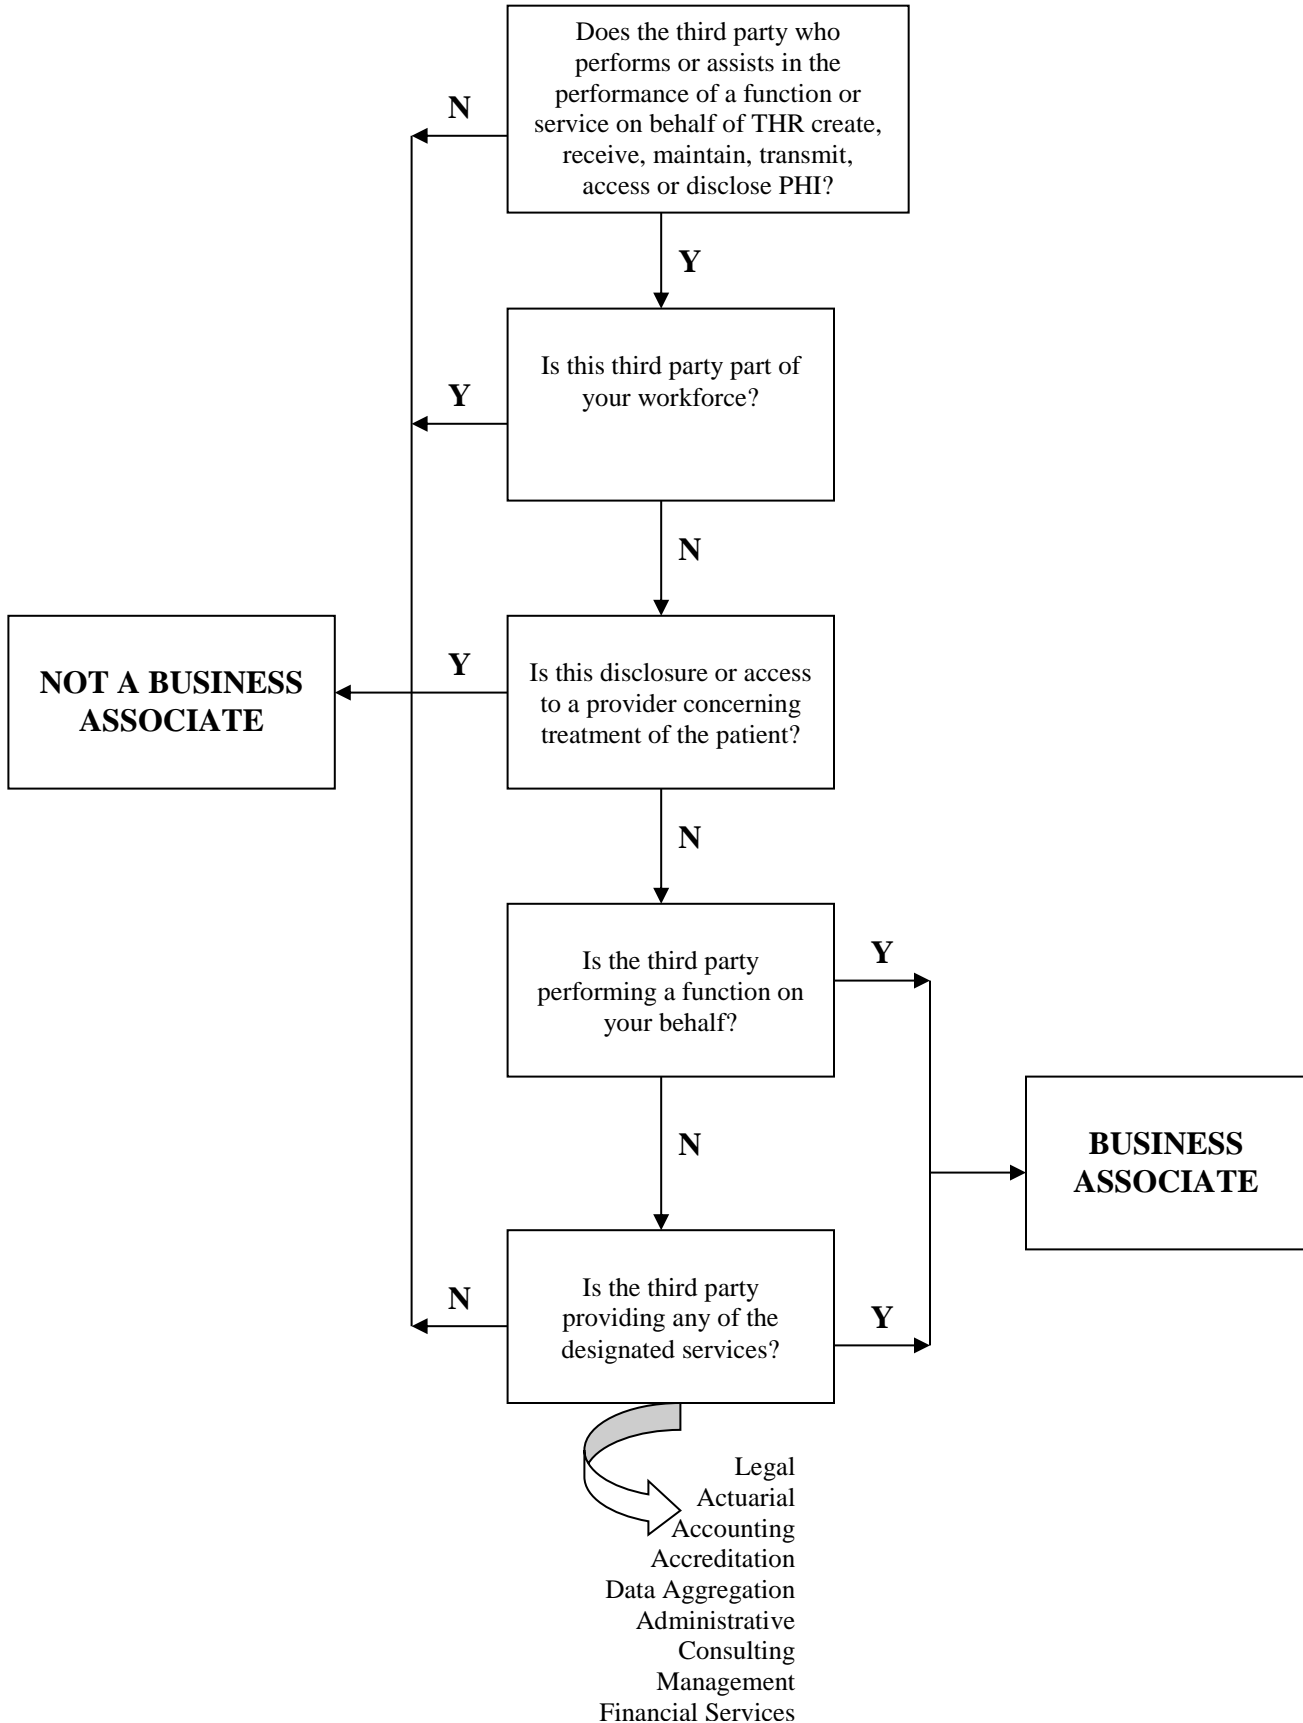 Does the third party who
performs or assists in the
performance of a function or
service on behalf of THR create,
receive, maintain, transmit,
access or disclose PHI?
N
Y
Is this third party part of
your workforce?
Y
N
NOT A BUSINESS
ASSOCIATE
Y
Is this disclosure or access
to a provider concerning
treatment of the patient?
N
Is the third party
performing a function on
your behalf?
Y
N
BUSINESS
ASSOCIATE
Is the third party
providing any of the
designated services?
N
Y
Legal
Actuarial
Accounting
Accreditation
Data Aggregation
Administrative
Consulting
Management
Financial Services